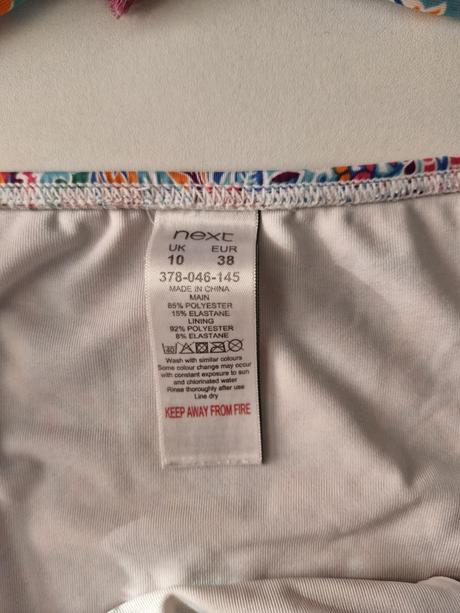 next
UK EUR
10 38
378-046-145
MADE IN CHINA
MAIN
85% POLYESTER
15% ELASTANE
LINING
92% POLYESTER
8% ELASTANE
40
Wash with similar colours
Some colour change may occur
with constant exposure to sun
and chlorinated water
Rinse thoroughly after use
Line dry
KEEP AWAY FROM FIRE